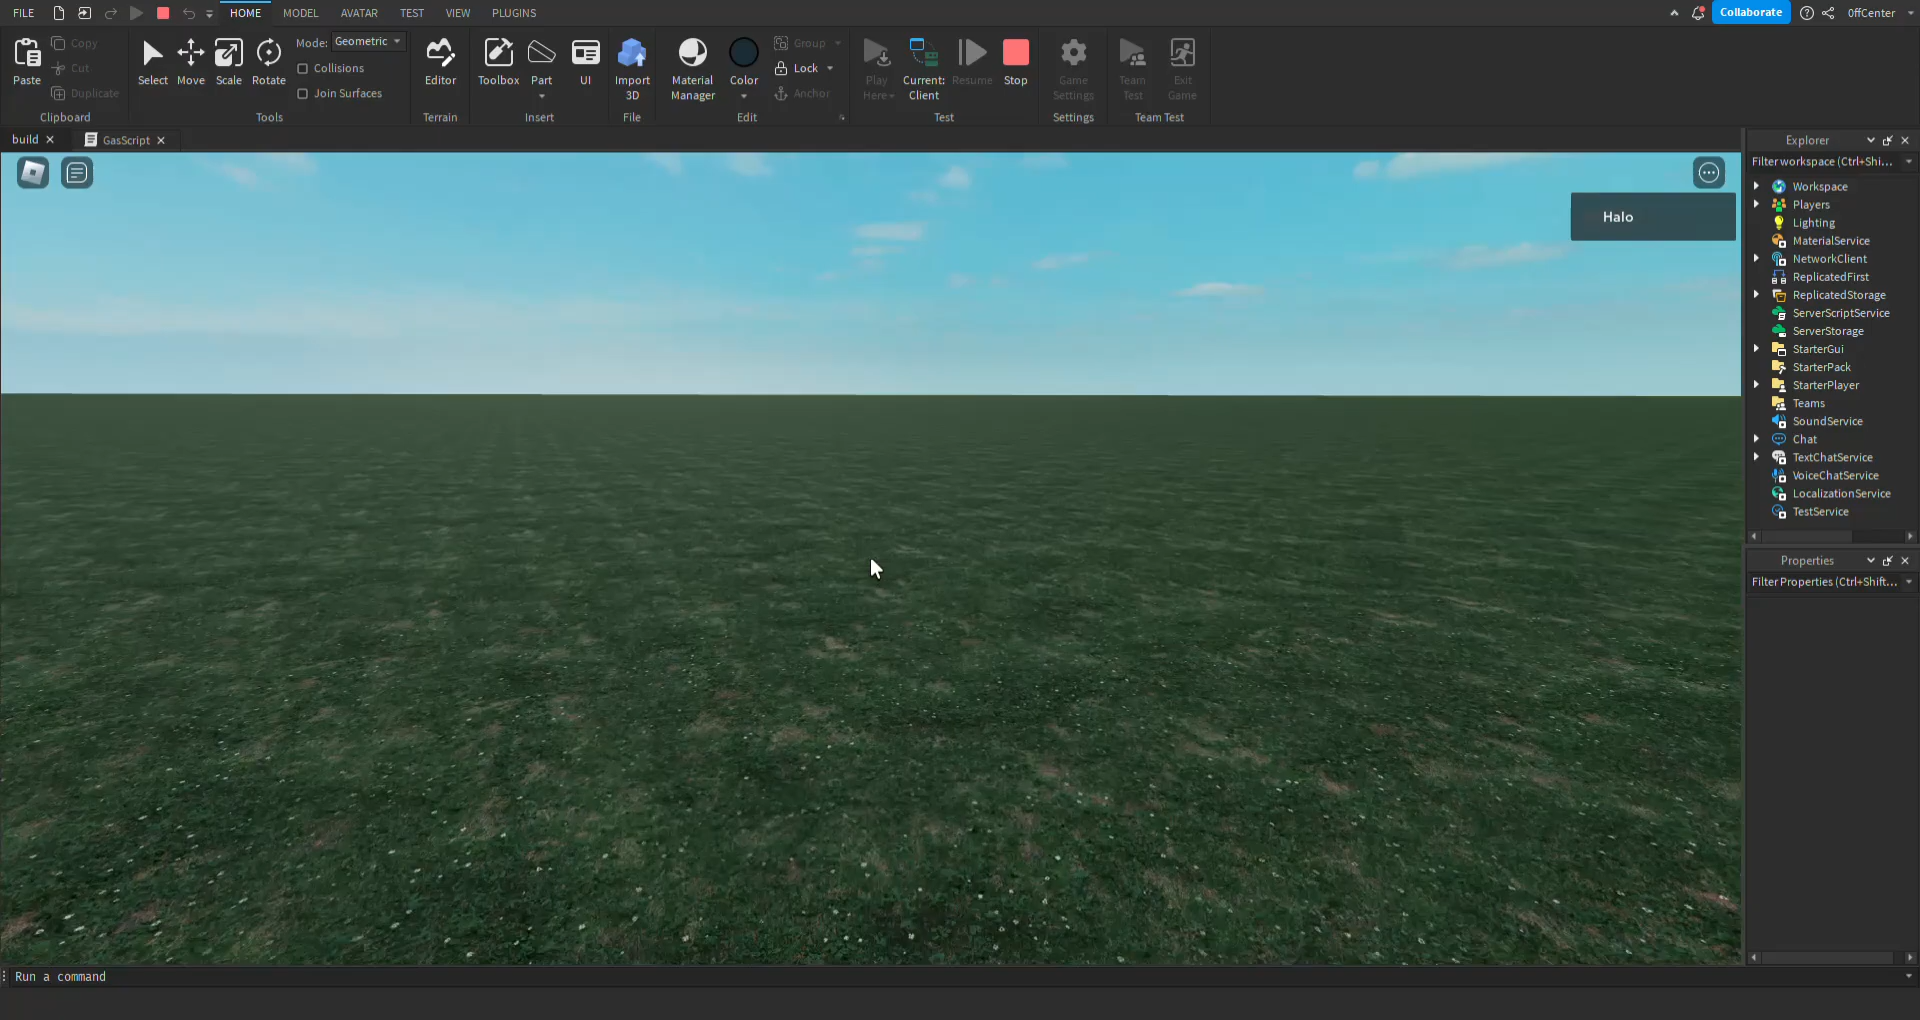 FILE HOME MODEL AVATAR TEST VIEW PLUGINS Collaborate 0ffCenter
Paste Copy Cut Duplicate Clipboard
Select Move Scale Rotate Mode: Geometric Collisions Join Surfaces Tools
Editor Terrain
Toolbox Part UI Insert
Import 3D File
Material Manager Color Group Lock Anchor Edit
Play Here Current: Client Resume Stop Test
Game Settings Settings
Team Test Exit Game Team Test
build GasScript
Halo
Explorer
Filter workspace (Ctrl+Shi...
Workspace
Players
Lighting
MaterialService
NetworkClient
ReplicatedFirst
ReplicatedStorage
ServerScriptService
ServerStorage
StarterGui
StarterPack
StarterPlayer
Teams
SoundService
Chat
TextChatService
VoiceChatService
LocalizationService
TestService
Properties
Filter Properties (Ctrl+Shift...
Run a command